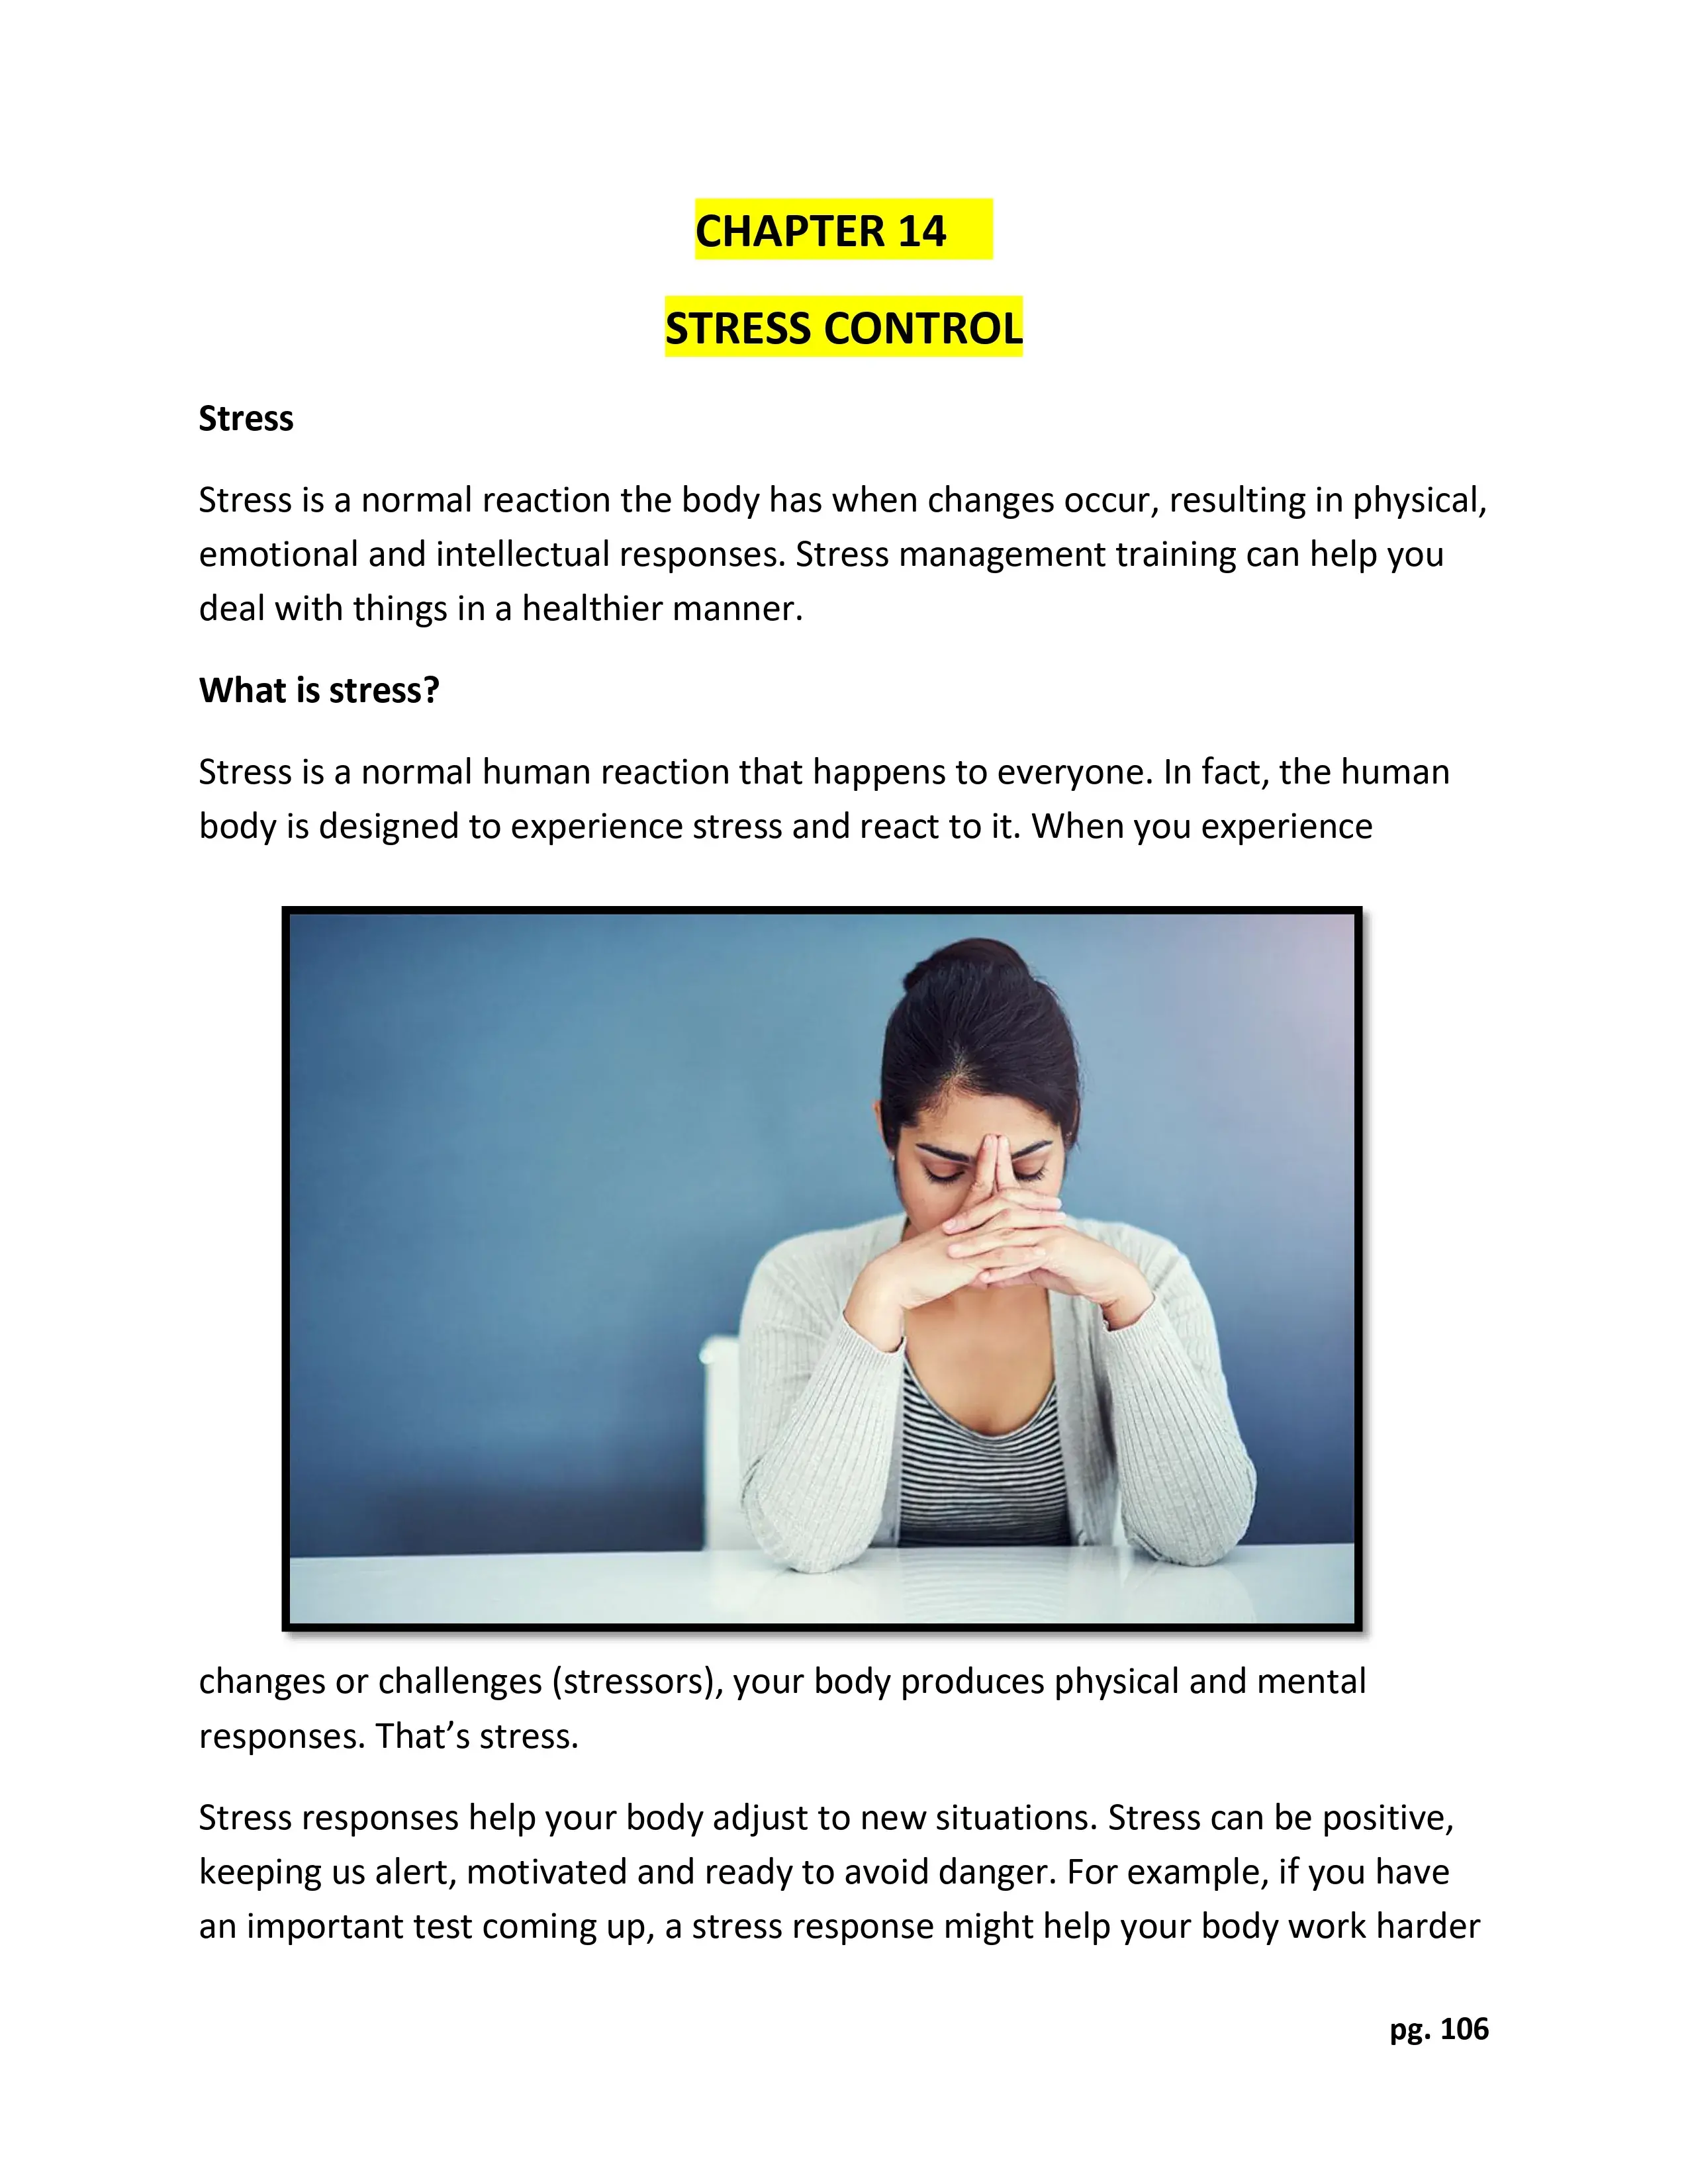 CHAPTER 14
STRESS CONTROL
Stress
Stress is a normal reaction the body has when changes occur, resulting in physical,
emotional and intellectual responses. Stress management training can help you
deal with things in a healthier manner.
What is stress?
Stress is a normal human reaction that happens to everyone. In fact, the human
body is designed to experience stress and react to it. When you experience
changes or challenges (stressors), your body produces physical and mental
responses. That’s stress.
Stress responses help your body adjust to new situations. Stress can be positive,
keeping us alert, motivated and ready to avoid danger. For example, if you have
an important test coming up, a stress response might help your body work harder
pg. 106